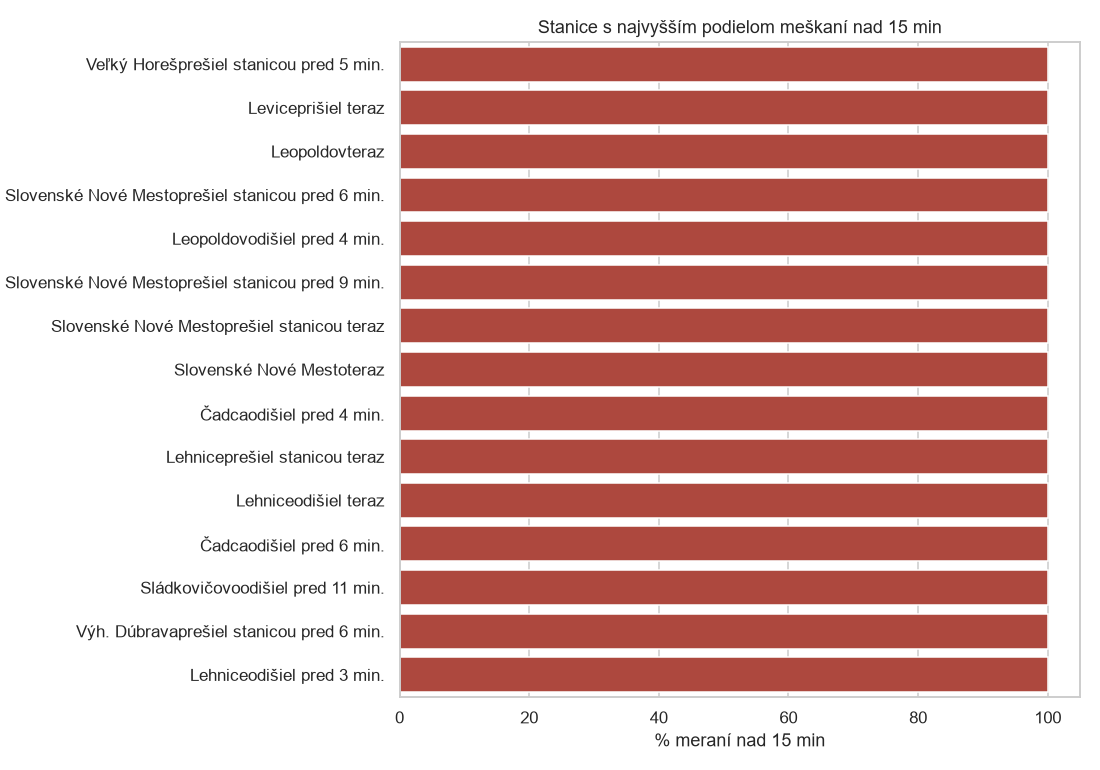 Stanice s najvyšším podielom meškaní nad 15 min
Veľký Horešprešiel stanicou pred 5 min.
Leviceprišiel teraz
Leopoldovteraz
Slovenské Nové Mestoprešiel stanicou pred 6 min.
Leopoldovodišiel pred 4 min.
Slovenské Nové Mestoprešiel stanicou pred 9 min.
Slovenské Nové Mestoprešiel stanicou teraz
Slovenské Nové Mestoteraz
Čadcaodišiel pred 4 min.
Lehniceprešiel stanicou teraz
Lehniceodišiel teraz
Čadcaodišiel pred 6 min.
Sládkovičovoodišiel pred 11 min.
Výh. Dúbravaprešiel stanicou pred 6 min.
Lehniceodišiel pred 3 min.
0 20 40 60 80 100
% meraní nad 15 min